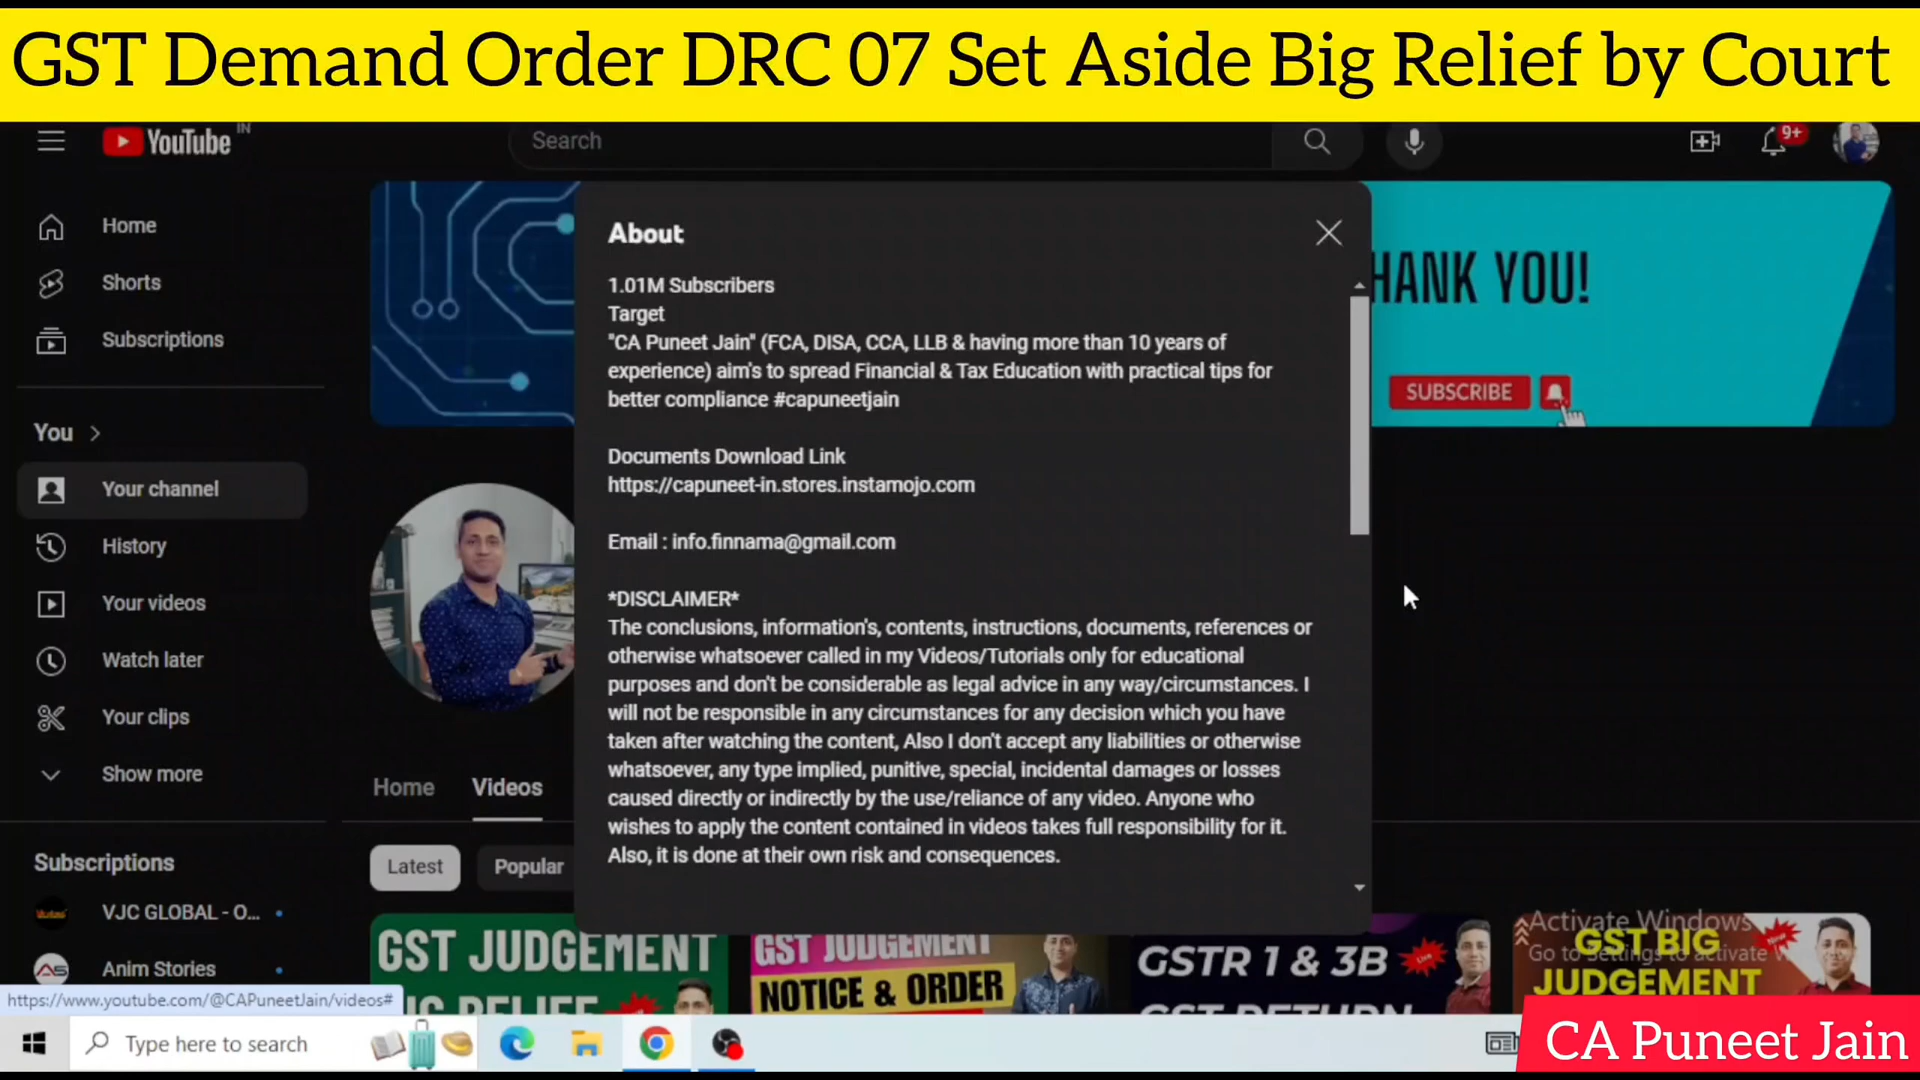 GST Demand Order DRC 07 Set Aside Big Relief by Court
YouTube IN
Search
9+
Home
Shorts
Subscriptions
You
Your channel
History
Your videos
Watch later
Your clips
Show more
Subscriptions
VJC GLOBAL - O...
Anim Stories
About
1.01M Subscribers
Target
"CA Puneet Jain" (FCA, DISA, CCA, LLB & having more than 10 years of
experience) aim's to spread Financial & Tax Education with practical tips for
better compliance #capuneetjain
Documents Download Link
https://capuneet-in.stores.instamojo.com
Email : info.finnama@gmail.com
*DISCLAIMER*
The conclusions, information's, contents, instructions, documents, references or
otherwise whatsoever called in my Videos/Tutorials only for educational
purposes and don't be considerable as legal advice in any way/circumstances. I
will not be responsible in any circumstances for any decision which you have
taken after watching the content, Also I don't accept any liabilities or otherwise
whatsoever, any type implied, punitive, special, incidental damages or losses
caused directly or indirectly by the use/reliance of any video. Anyone who
wishes to apply the content contained in videos takes full responsibility for it.
Also, it is done at their own risk and consequences.
HANK YOU!
SUBSCRIBE
Home
Videos
Latest
Popular
GST JUDGEMENT
RELIEF
GST JUDGEMENT
NOTICE & ORDER
GSTR 1 & 3B
Live
GST RETURN
GST BIG
JUDGEMENT
Activate Windows
Go to Settings to activate W
https://www.youtube.com/@CAPuneetJain/videos#
Type here to search
CA Puneet Jain